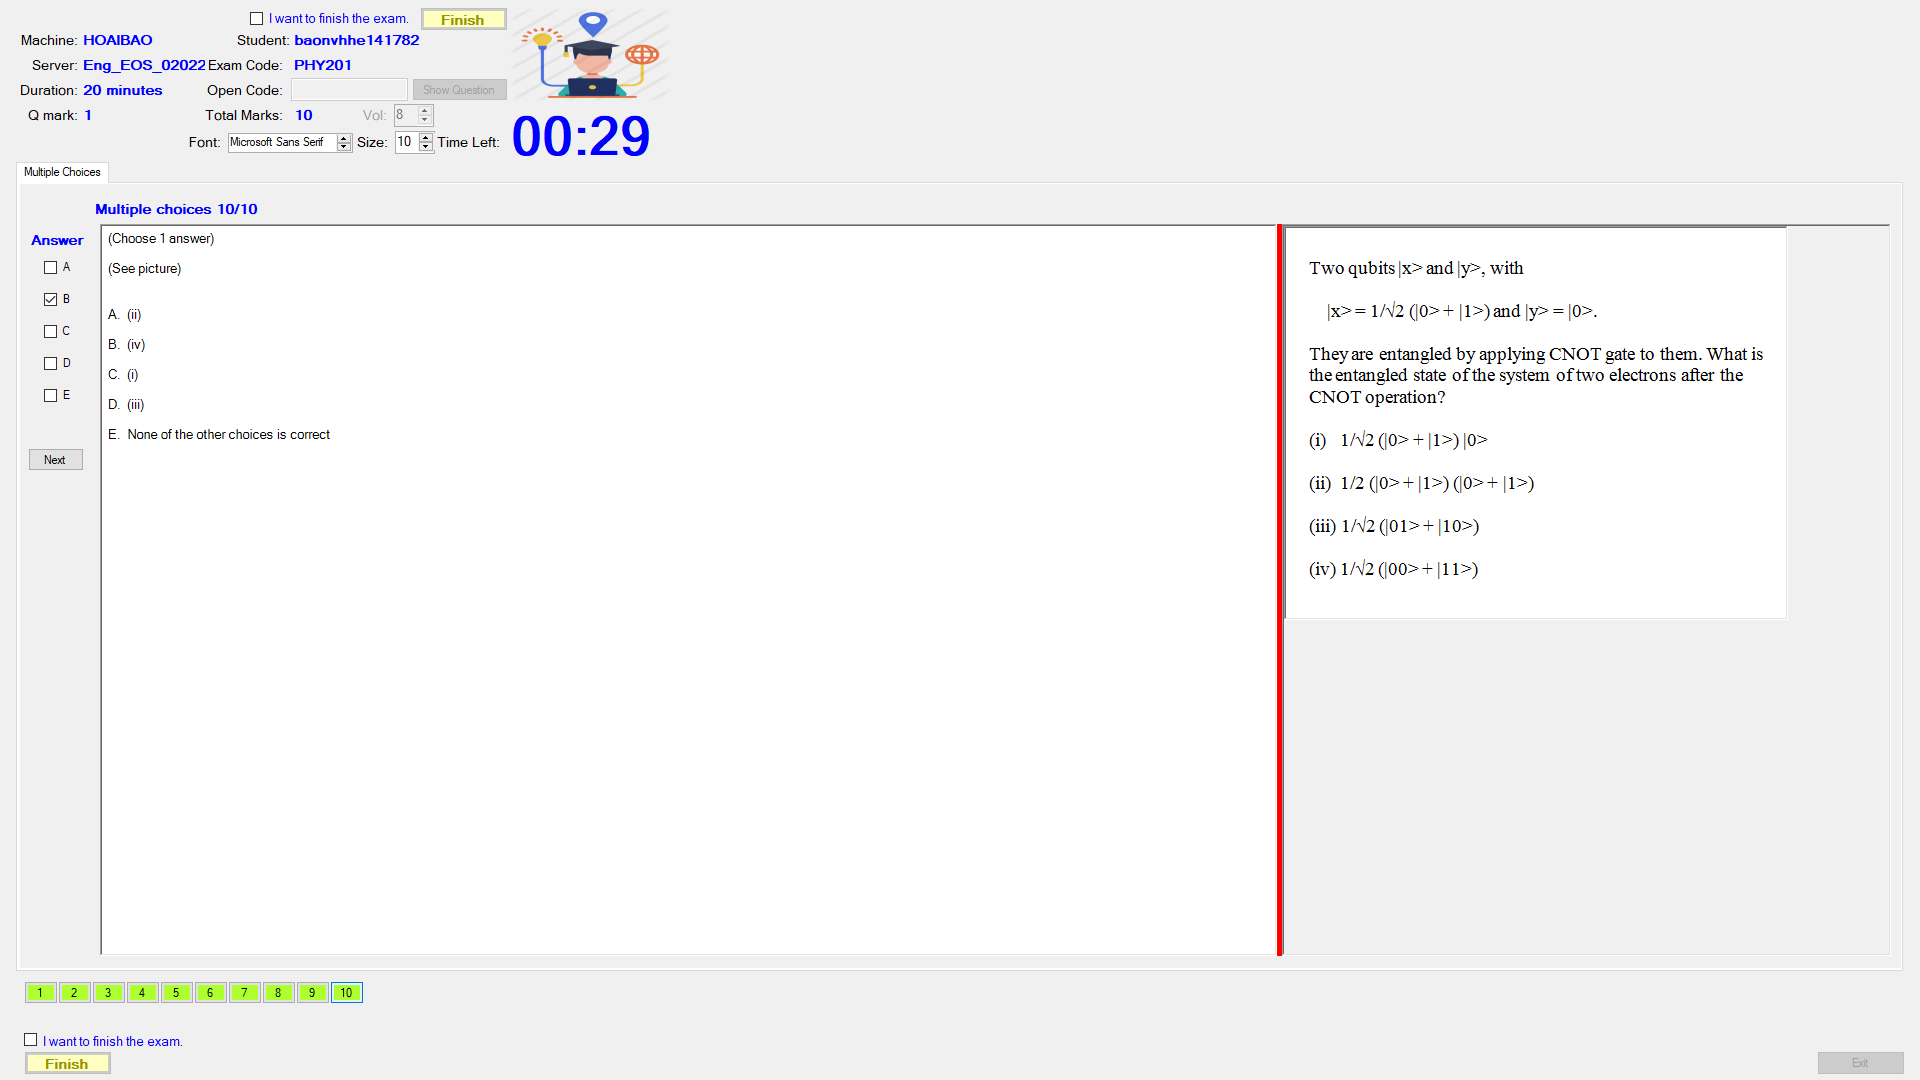 I want to finish the exam. Finish
Machine: HOAIBAO Student: baonvhhe141782
Server: Eng_EOS_02022 Exam Code: PHY201
Duration: 20 minutes Open Code: Show Question
Q mark: 1 Total Marks: 10 Vol: 8
Font: Microsoft Sans Serif Size: 10 Time Left: 00:29
Multiple Choices
Multiple choices 10/10
Answer
A
B
C
D
E
Next
(Choose 1 answer)
(See picture)
A. (ii)
B. (iv)
C. (i)
D. (iii)
E. None of the other choices is correct
Two qubits |x> and |y>, with
|x> = 1/√2 (|0> + |1>) and |y> = |0>.
They are entangled by applying CNOT gate to them. What is
the entangled state of the system of two electrons after the
CNOT operation?
(i) 1/√2 (|0> + |1>) |0>
(ii) 1/2 (|0> + |1>) (|0> + |1>)
(iii) 1/√2 (|01> + |10>)
(iv) 1/√2 (|00> + |11>)
1 2 3 4 5 6 7 8 9 10
I want to finish the exam.
Finish
Exit